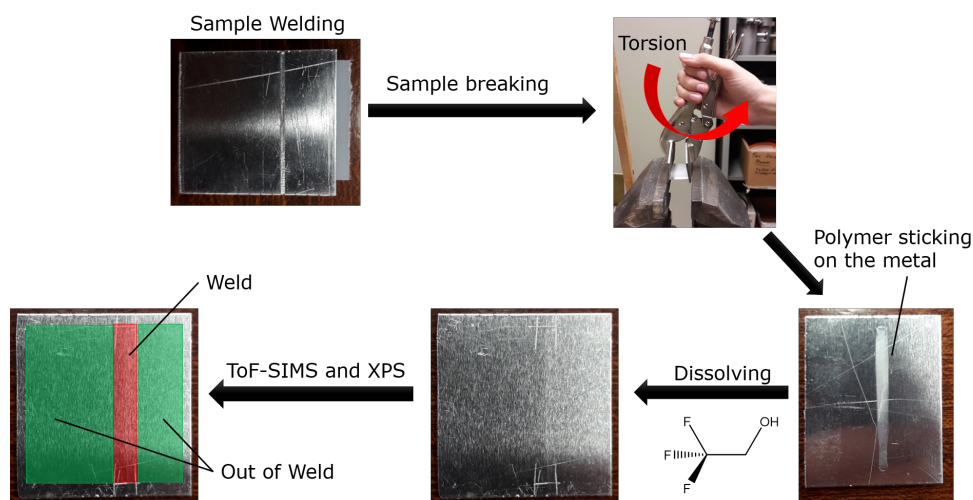 Sample Welding
Sample breaking
Torsion
Polymer sticking
on the metal
Weld
ToF-SIMS and XPS
Dissolving
F
OH
F
F
Out of Weld